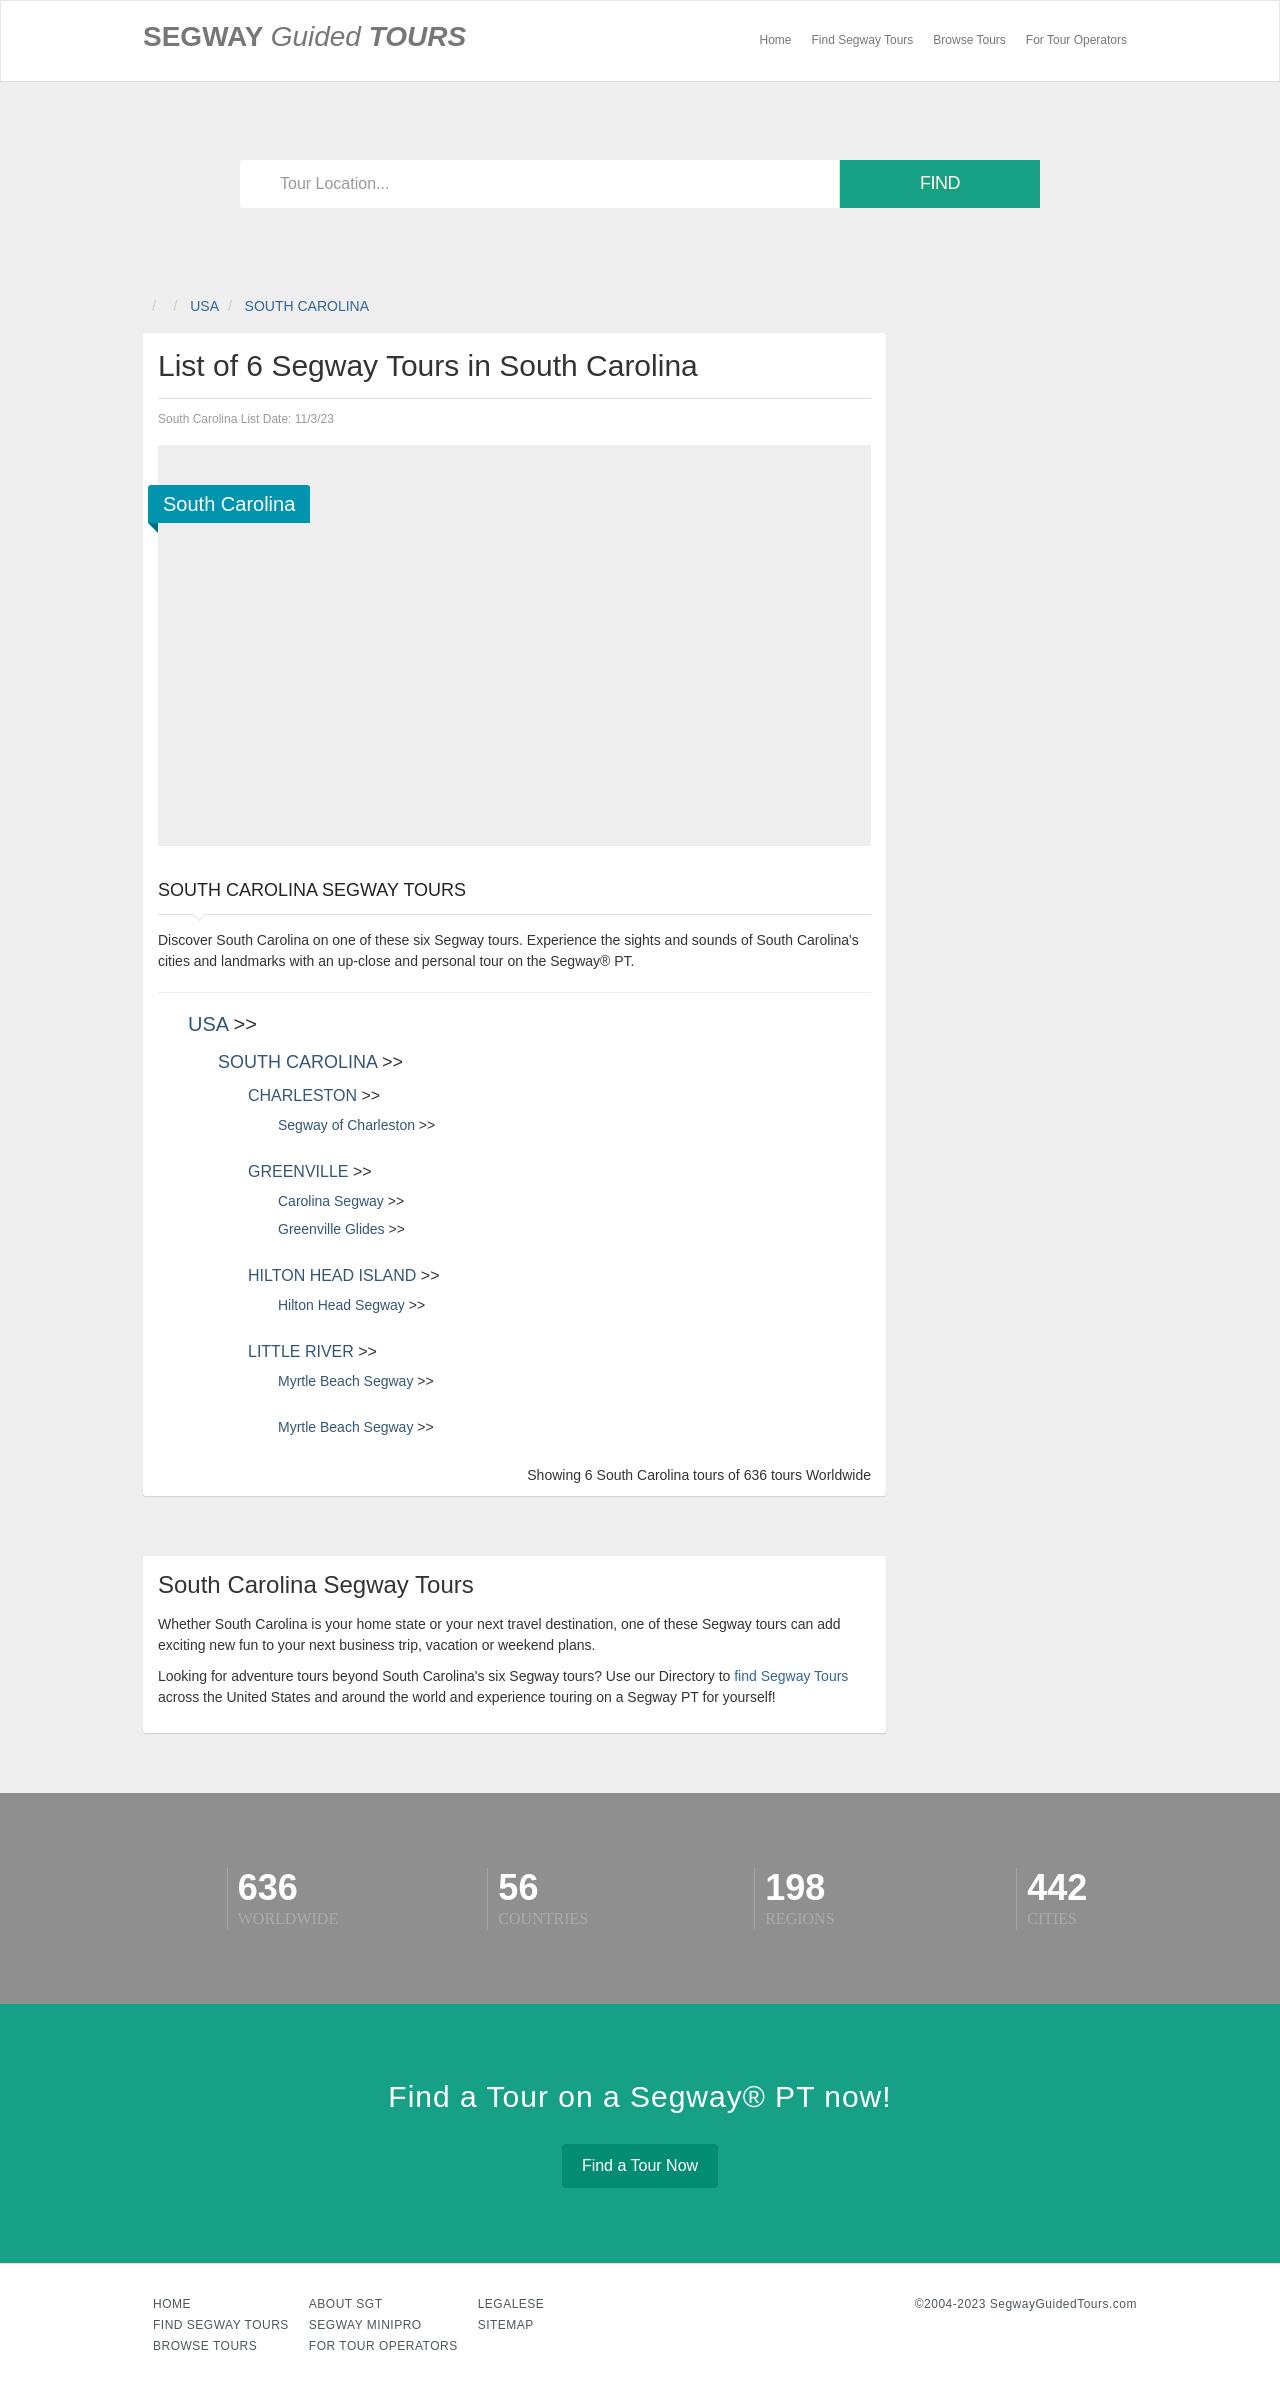 SEGWAY Guided TOURS
Home Find Segway Tours Browse Tours For Tour Operators
Tour Location... FIND
/ / USA / SOUTH CAROLINA
List of 6 Segway Tours in South Carolina
South Carolina List Date: 11/3/23
South Carolina
SOUTH CAROLINA SEGWAY TOURS
Discover South Carolina on one of these six Segway tours. Experience the sights and sounds of South Carolina's
cities and landmarks with an up-close and personal tour on the Segway® PT.
USA >>
SOUTH CAROLINA >>
CHARLESTON >>
Segway of Charleston >>
GREENVILLE >>
Carolina Segway >>
Greenville Glides >>
HILTON HEAD ISLAND >>
Hilton Head Segway >>
LITTLE RIVER >>
Myrtle Beach Segway >>
Myrtle Beach Segway >>
Showing 6 South Carolina tours of 636 tours Worldwide
South Carolina Segway Tours
Whether South Carolina is your home state or your next travel destination, one of these Segway tours can add
exciting new fun to your next business trip, vacation or weekend plans.
Looking for adventure tours beyond South Carolina's six Segway tours? Use our Directory to find Segway Tours
across the United States and around the world and experience touring on a Segway PT for yourself!
636 56 198 442
WORLDWIDE COUNTRIES REGIONS CITIES
Find a Tour on a Segway® PT now!
Find a Tour Now
HOME ABOUT SGT LEGALESE ©2004-2023 SegwayGuidedTours.com
FIND SEGWAY TOURS SEGWAY MINIPRO SITEMAP
BROWSE TOURS FOR TOUR OPERATORS